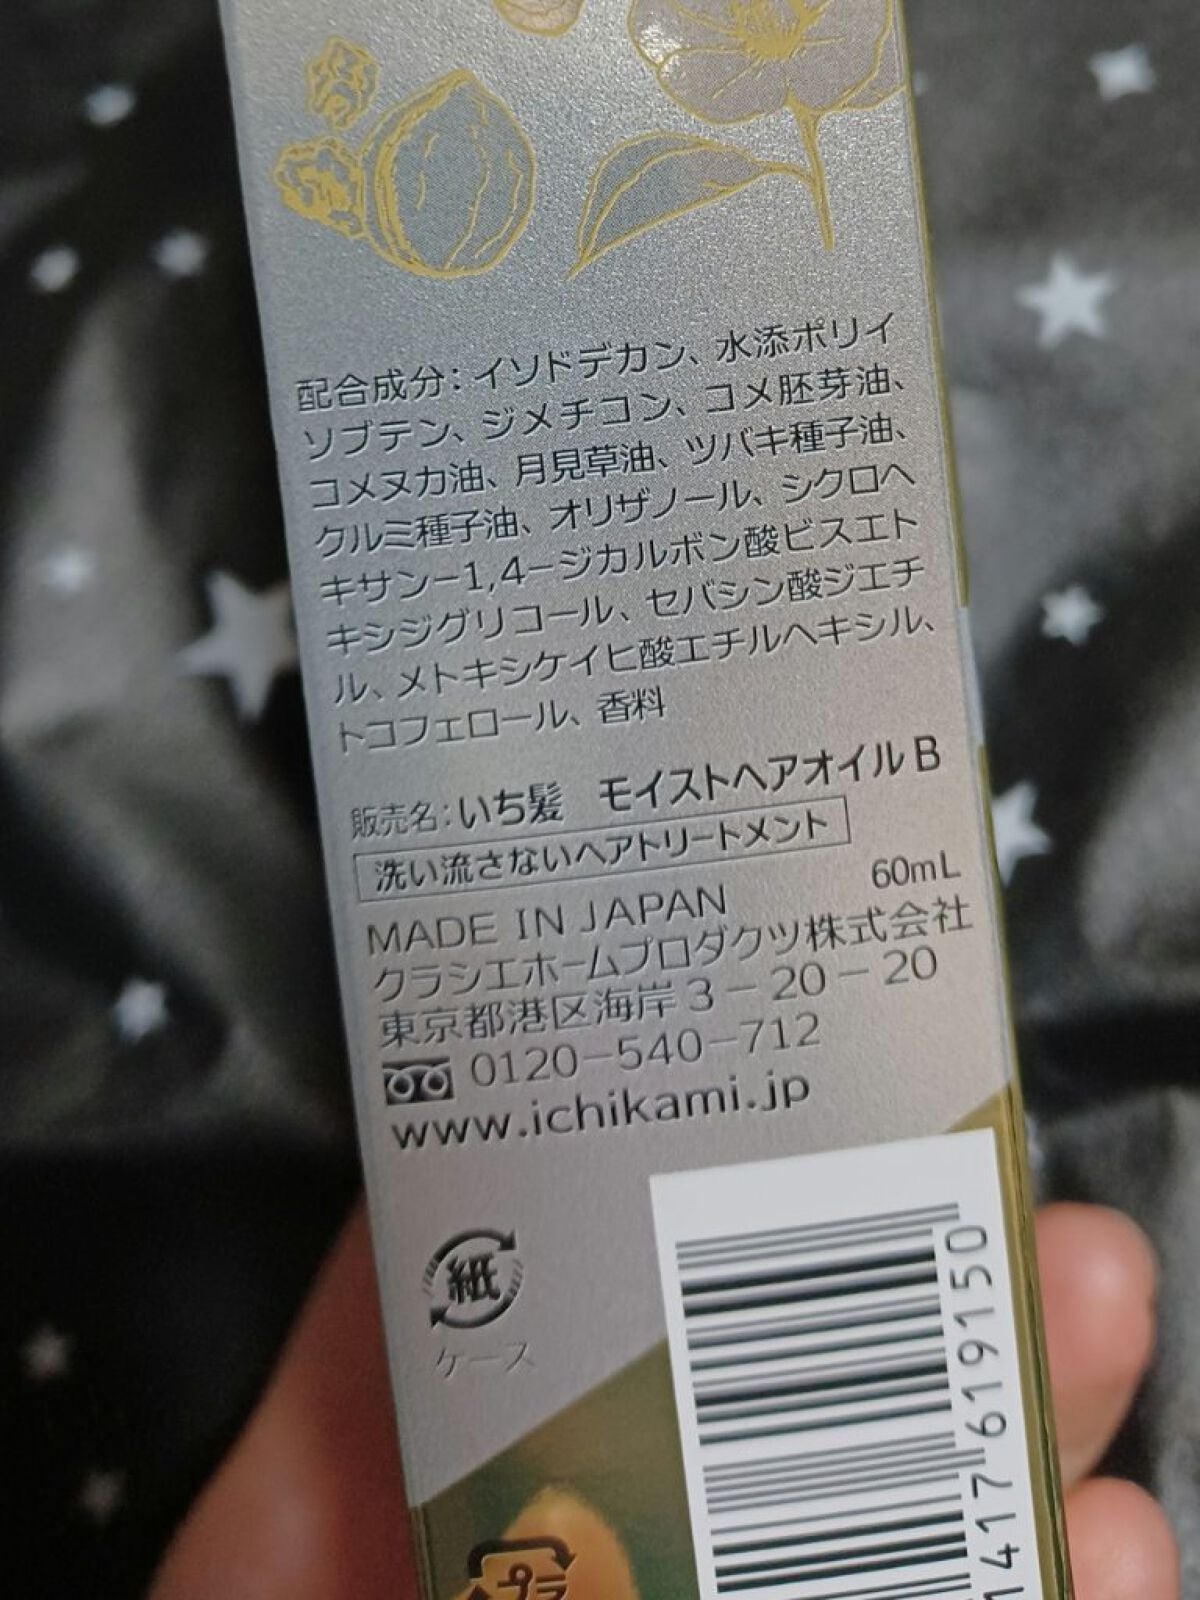 配合成分：イソドデカン、水添ポリイ
ソブテン、ジメチコン、コメ胚芽油、
コメヌカ油、月見草油、ツバキ種子油、
クルミ種子油、オリザノール、シクロヘ
キサン−1,4−ジカルボン酸ビスエト
キシジグリコール、セバシン酸ジエチ
ル、メトキシケイヒ酸エチルヘキシル、
トコフェロール、香料
販売名：いち髪　モイストヘアオイルB
洗い流さないヘアトリートメント
60mL
MADE IN JAPAN
クラシエホームプロダクツ株式会社
東京都港区海岸3−20−20
0120−540−712
www.ichikami.jp
紙
ケース
プラ
1417619150